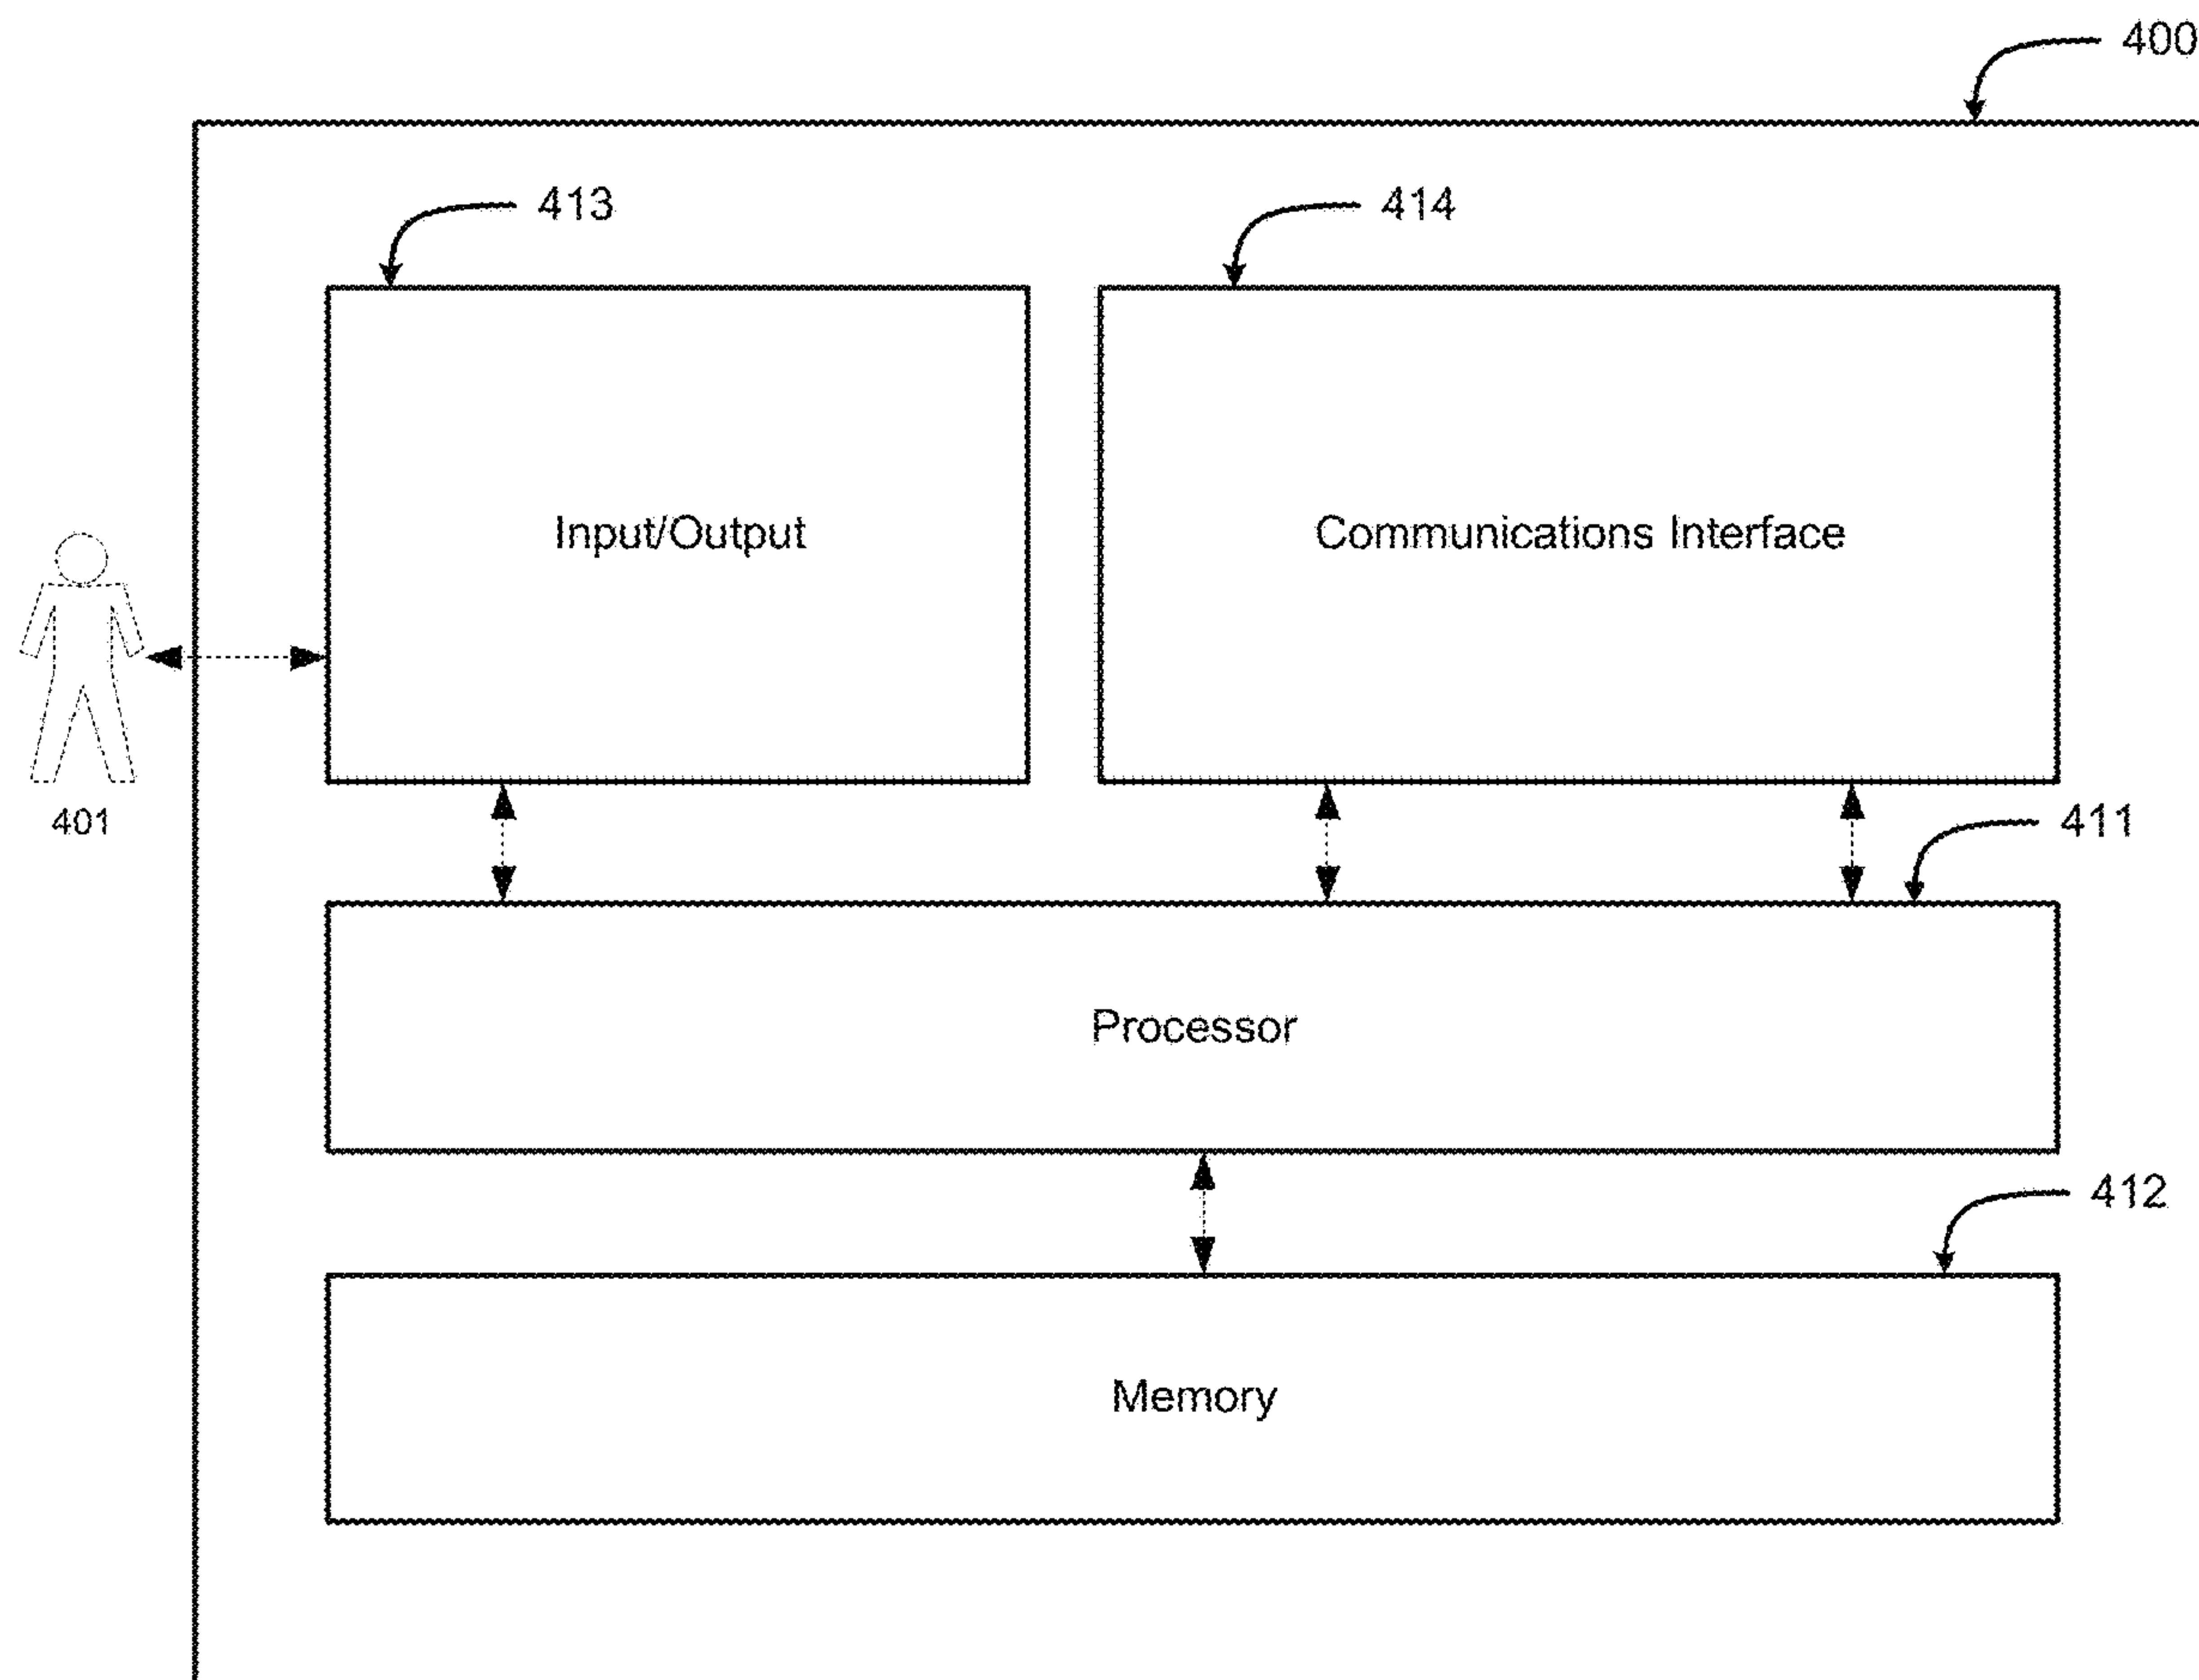 400
413
414
Input/Output
Communications Interface
401
411
Processor
412
Memory